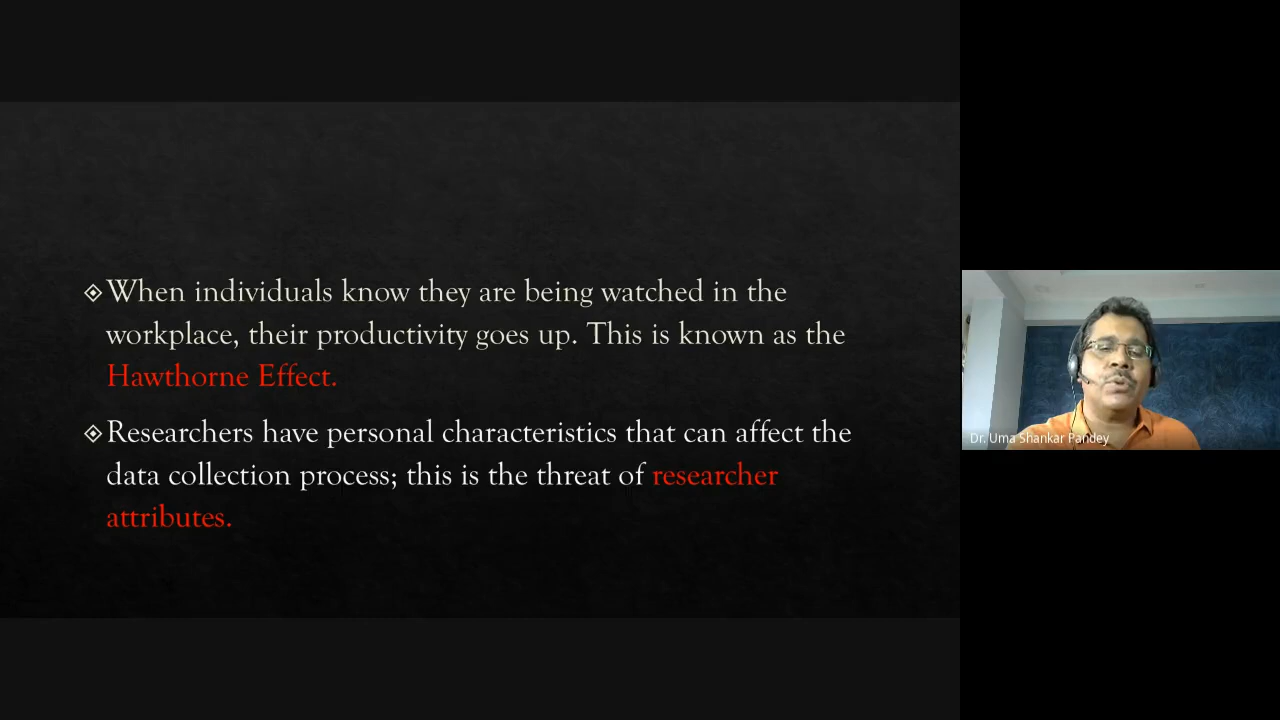 When individuals know they are being watched in the
workplace, their productivity goes up. This is known as the
Hawthorne Effect.
Researchers have personal characteristics that can affect the
data collection process; this is the threat of researcher
attributes.
Dr. Uma Shankar Pandey